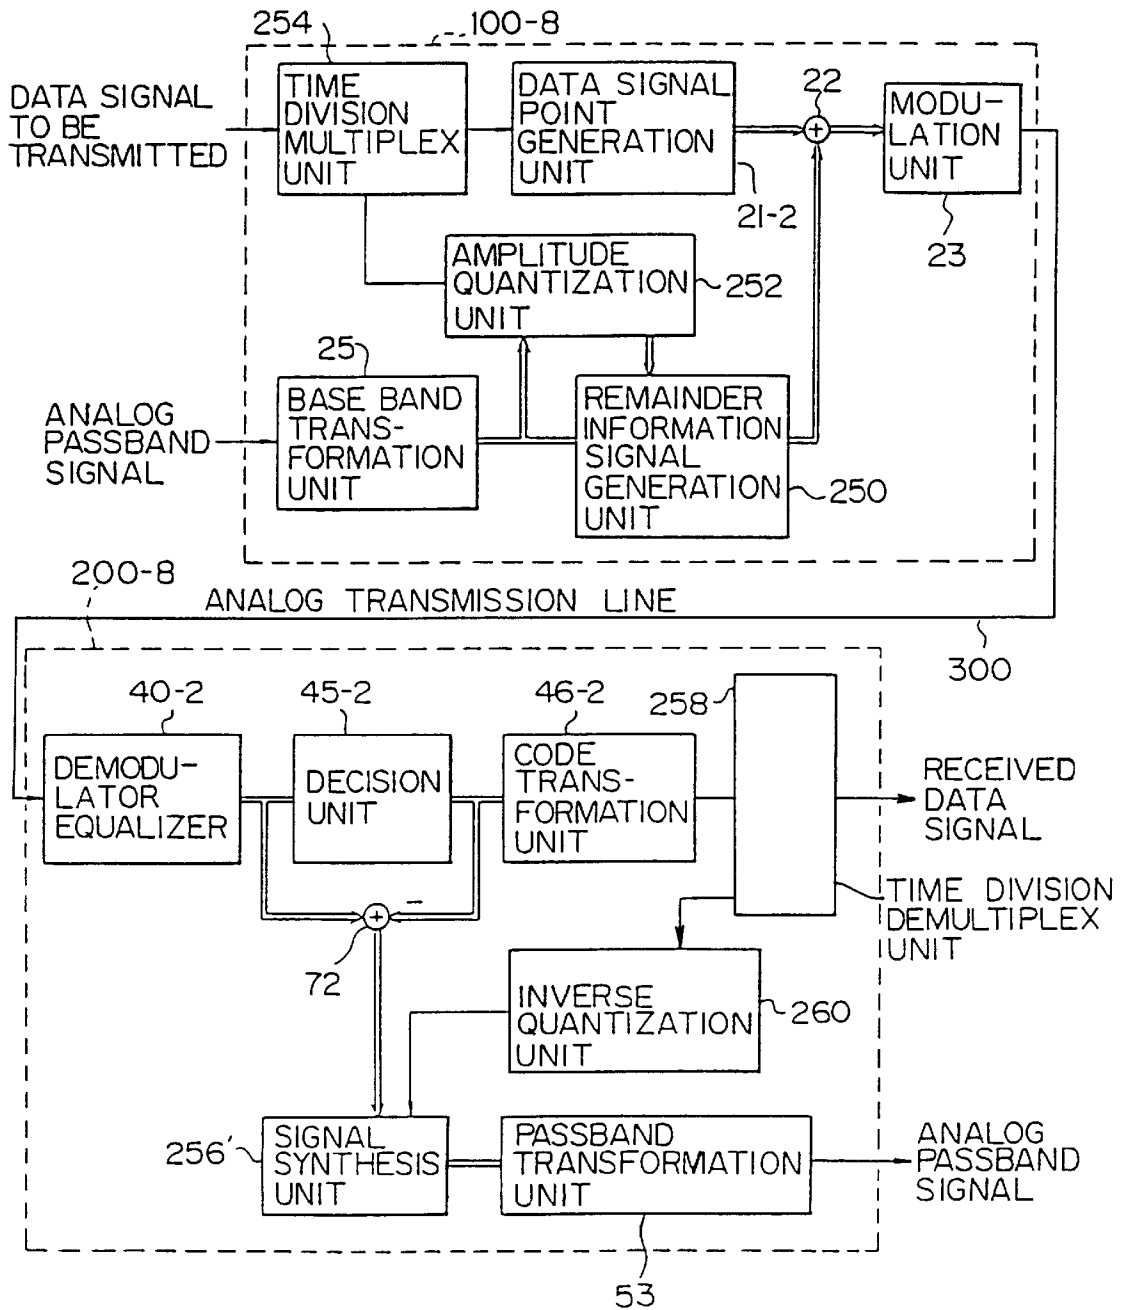 254
100-8
DATA SIGNAL
TO BE
TRANSMITTED
TIME
DIVISION
MULTIPLEX
UNIT
DATA SIGNAL
POINT
GENERATION
UNIT
22
+
MODU-
LATION
UNIT
21-2
23
AMPLITUDE
QUANTIZATION
UNIT
252
25
ANALOG
PASSBAND
SIGNAL
BASE BAND
TRANS-
FORMATION
UNIT
REMAINDER
INFORMATION
SIGNAL
GENERATION
UNIT
250
200-8
ANALOG TRANSMISSION LINE
300
40-2
45-2
46-2
258
DEMODU-
LATOR
EQUALIZER
DECISION
UNIT
CODE
TRANS-
FORMATION
UNIT
RECEIVED
DATA
SIGNAL
+
−
72
TIME DIVISION
DEMULTIPLEX
UNIT
INVERSE
QUANTIZATION
UNIT
260
256'
SIGNAL
SYNTHESIS
UNIT
PASSBAND
TRANSFORMATION
UNIT
ANALOG
PASSBAND
SIGNAL
53